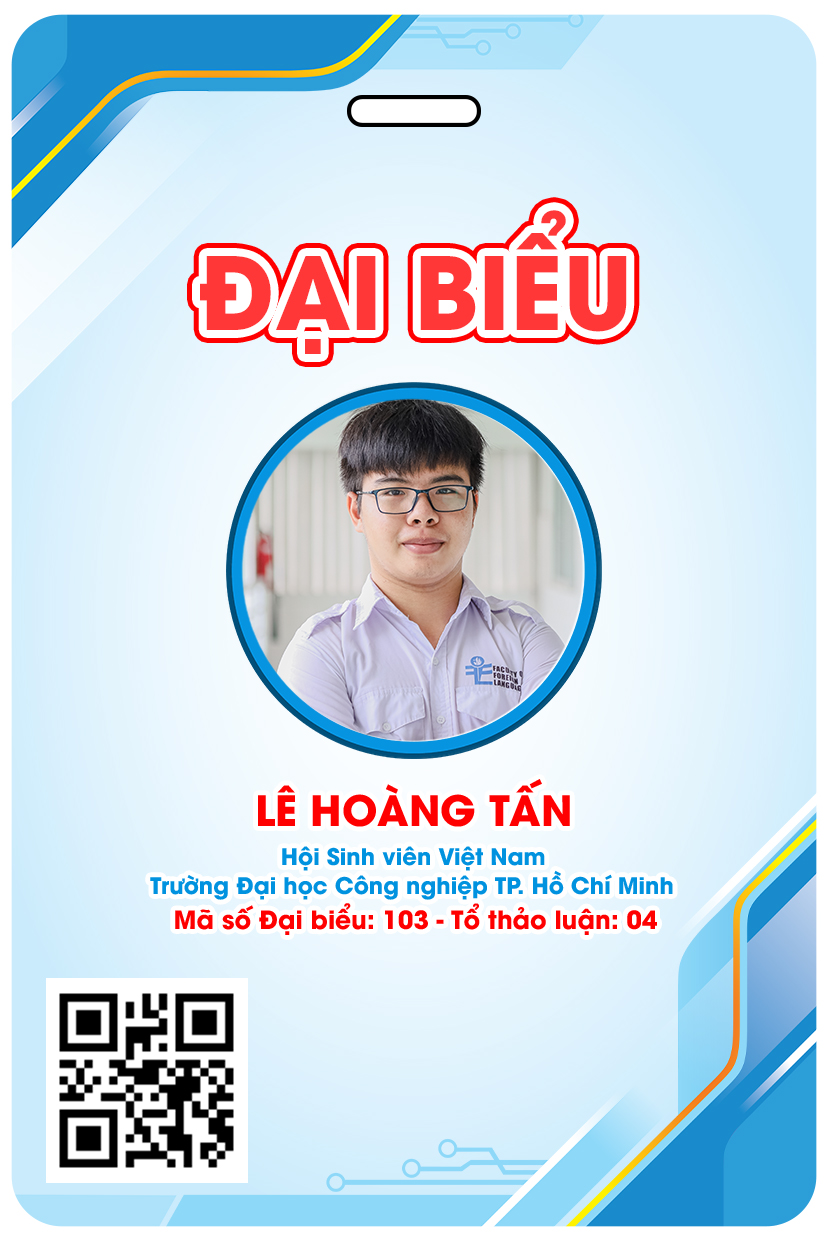 ĐẠI BIỂU
FOREIGN
LÊ HOÀNG TẤN
Hội Sinh viên Việt Nam
Trường Đại học Công nghiệp TP. Hồ Chí Minh
Mã số Đại biểu: 103 - Tổ thảo luận: 04